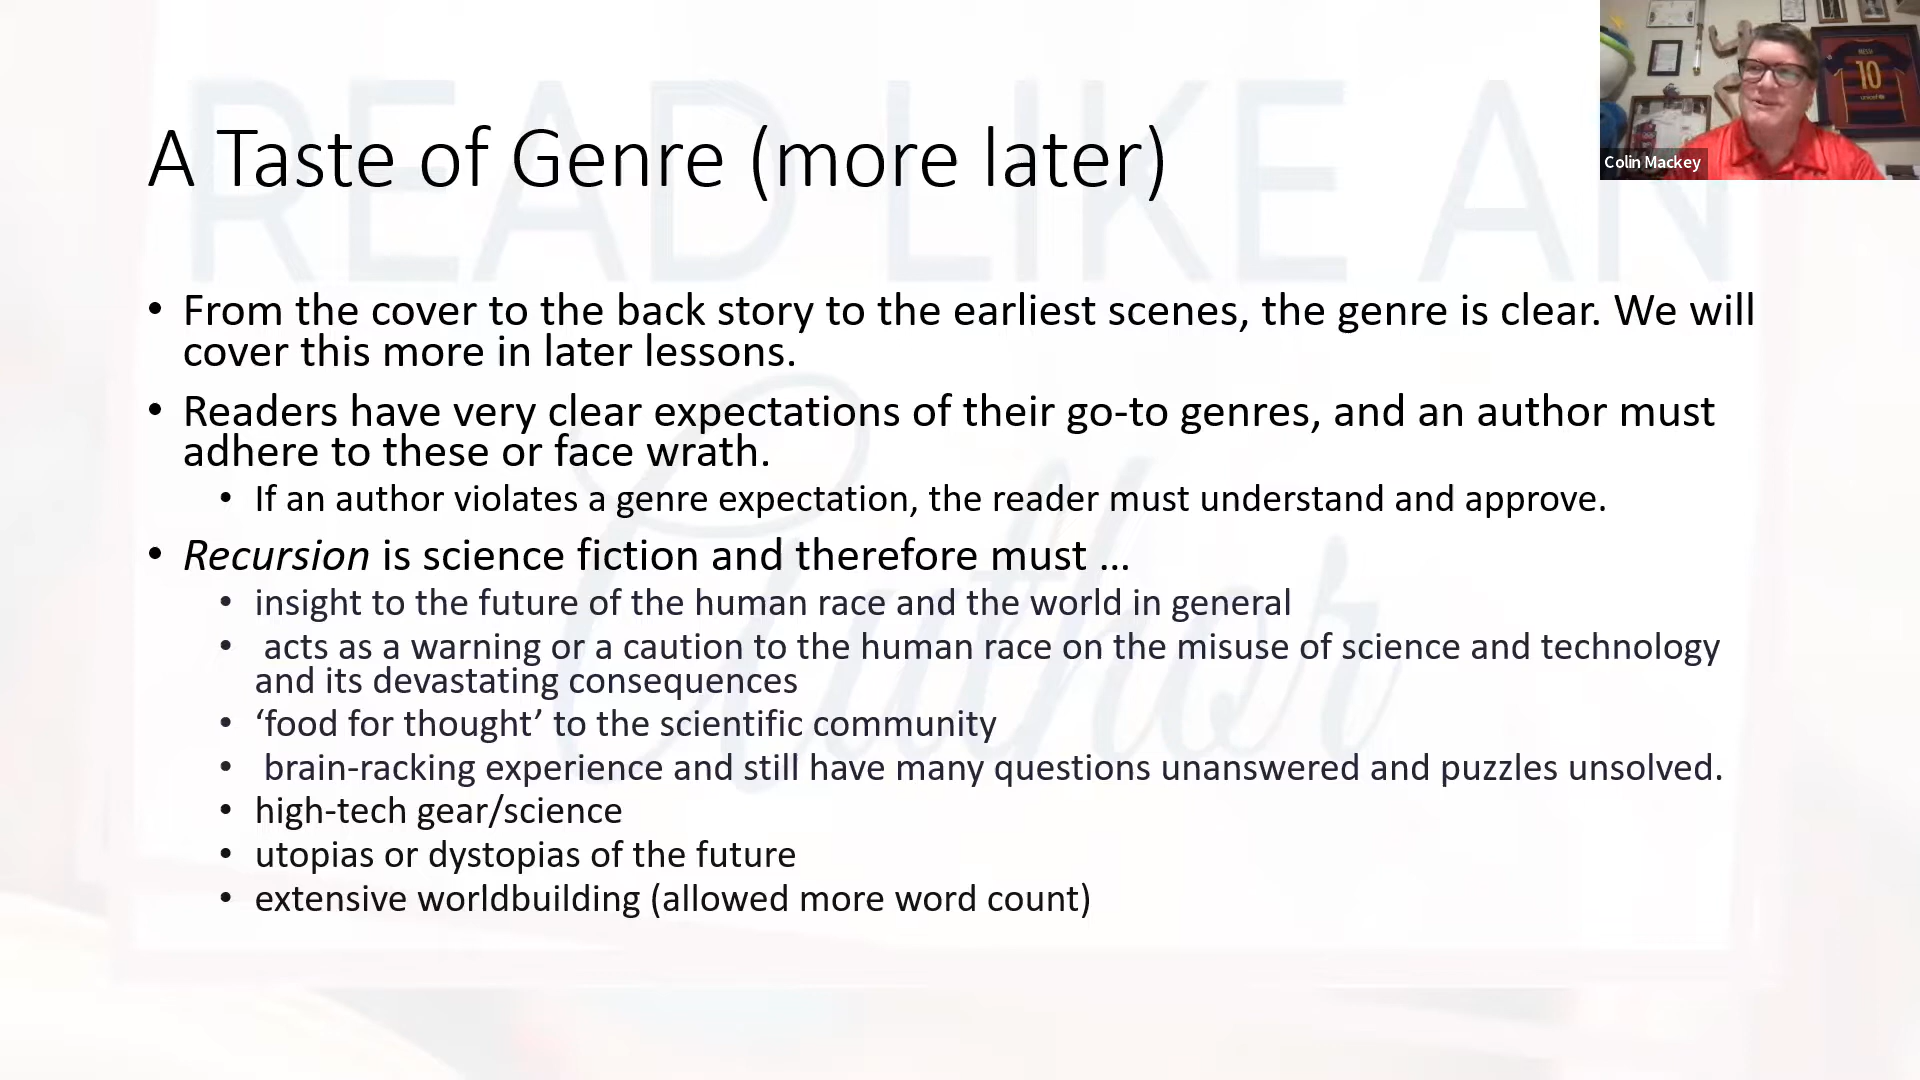 READ LIKE AN
Author
A Taste of Genre (more later)
Colin Mackey
MESSI
10
unicef
• From the cover to the back story to the earliest scenes, the genre is clear. We will
cover this more in later lessons.
• Readers have very clear expectations of their go-to genres, and an author must
adhere to these or face wrath.
• If an author violates a genre expectation, the reader must understand and approve.
• Recursion is science fiction and therefore must ...
• insight to the future of the human race and the world in general
• acts as a warning or a caution to the human race on the misuse of science and technology
and its devastating consequences
• ‘food for thought’ to the scientific community
• brain-racking experience and still have many questions unanswered and puzzles unsolved.
• high-tech gear/science
• utopias or dystopias of the future
• extensive worldbuilding (allowed more word count)